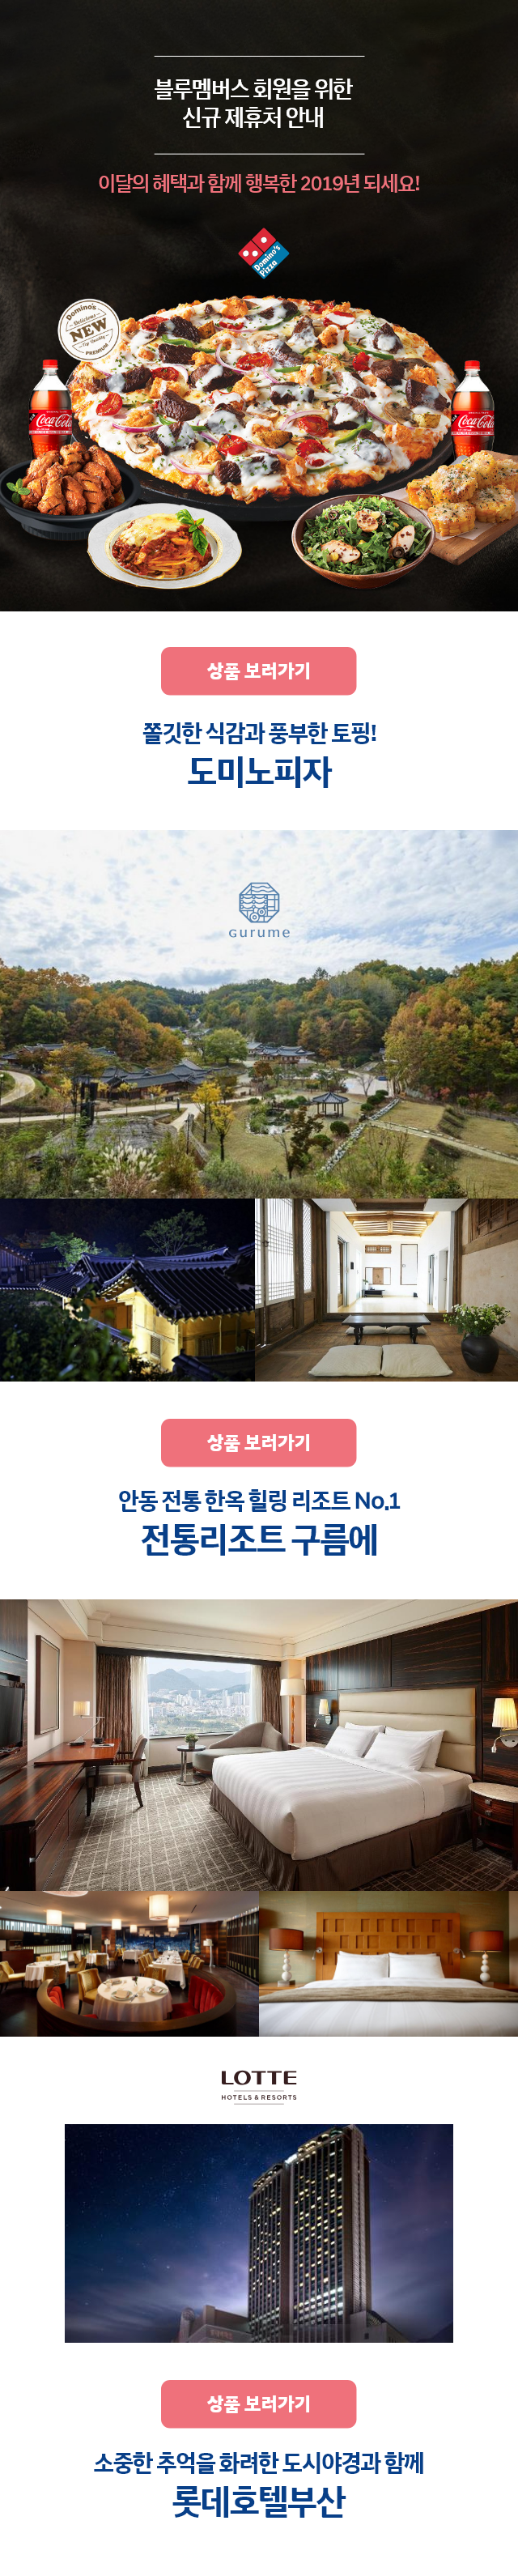 블루멤버스 회원을 위한
신규 제휴처 안내
이달의 혜택과 함께 행복한 2019년 되세요!
Domino's
Pizza
Domino's
Delicious
NEW
Top Quality
PREMIUM
Coca-Cola
Coca-Cola
상품 보러가기
쫄깃한 식감과 풍부한 토핑!
도미노피자
gurume
상품 보러가기
안동 전통 한옥 힐링 리조트 No.1
전통리조트 구름에
LOTTE
HOTELS & RESORTS
상품 보러가기
소중한 추억을 화려한 도시야경과 함께
롯데호텔부산